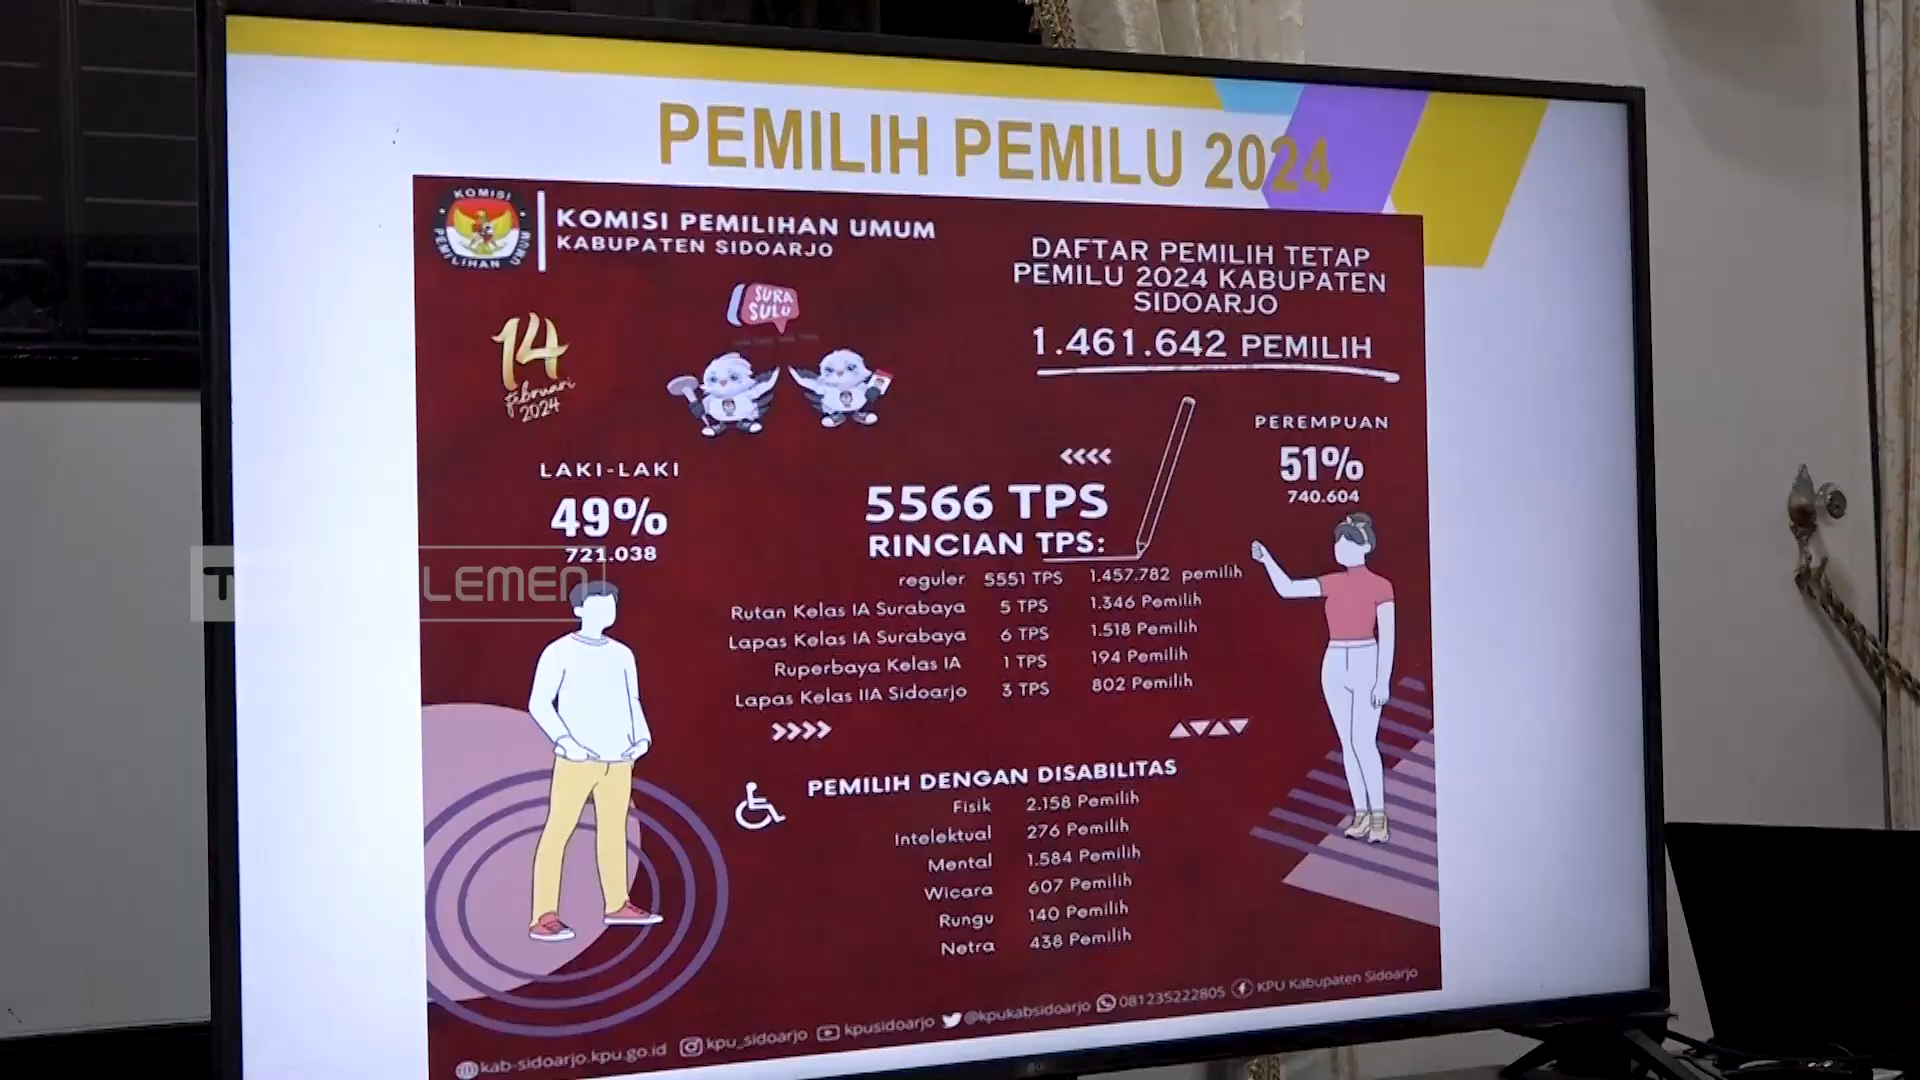 PEMILIH PEMILU 2024
KOMISI PEMILIHAN UMUM
KOMISI PEMILIHAN UMUM
KABUPATEN SIDOARJO
DAFTAR PEMILIH TETAP
PEMILU 2024 KABUPATEN
SIDOARJO
1.461.642 PEMILIH
14
februari
2024
SURA
SULU
LAKI-LAKI
49%
721.038
PEREMPUAN
51%
740.604
5566 TPS
RINCIAN TPS:
reguler 5551 TPS 1.457.782 pemilih
Rutan Kelas IA Surabaya 5 TPS 1.346 Pemilih
Lapas Kelas IA Surabaya 6 TPS 1.518 Pemilih
Ruperbaya Kelas IA 1 TPS 194 Pemilih
Lapas Kelas IIA Sidoarjo 3 TPS 802 Pemilih
LEMEN
PEMILIH DENGAN DISABILITAS
Fisik 2.158 Pemilih
Intelektual 276 Pemilih
Mental 1.584 Pemilih
Wicara 607 Pemilih
Rungu 140 Pemilih
Netra 438 Pemilih
kab-sidoarjo.kpu.go.id kpu_sidoarjo kpusidoarjo @kpukabsidoarjo 081235222805 KPU Kabupaten Sidoarjo